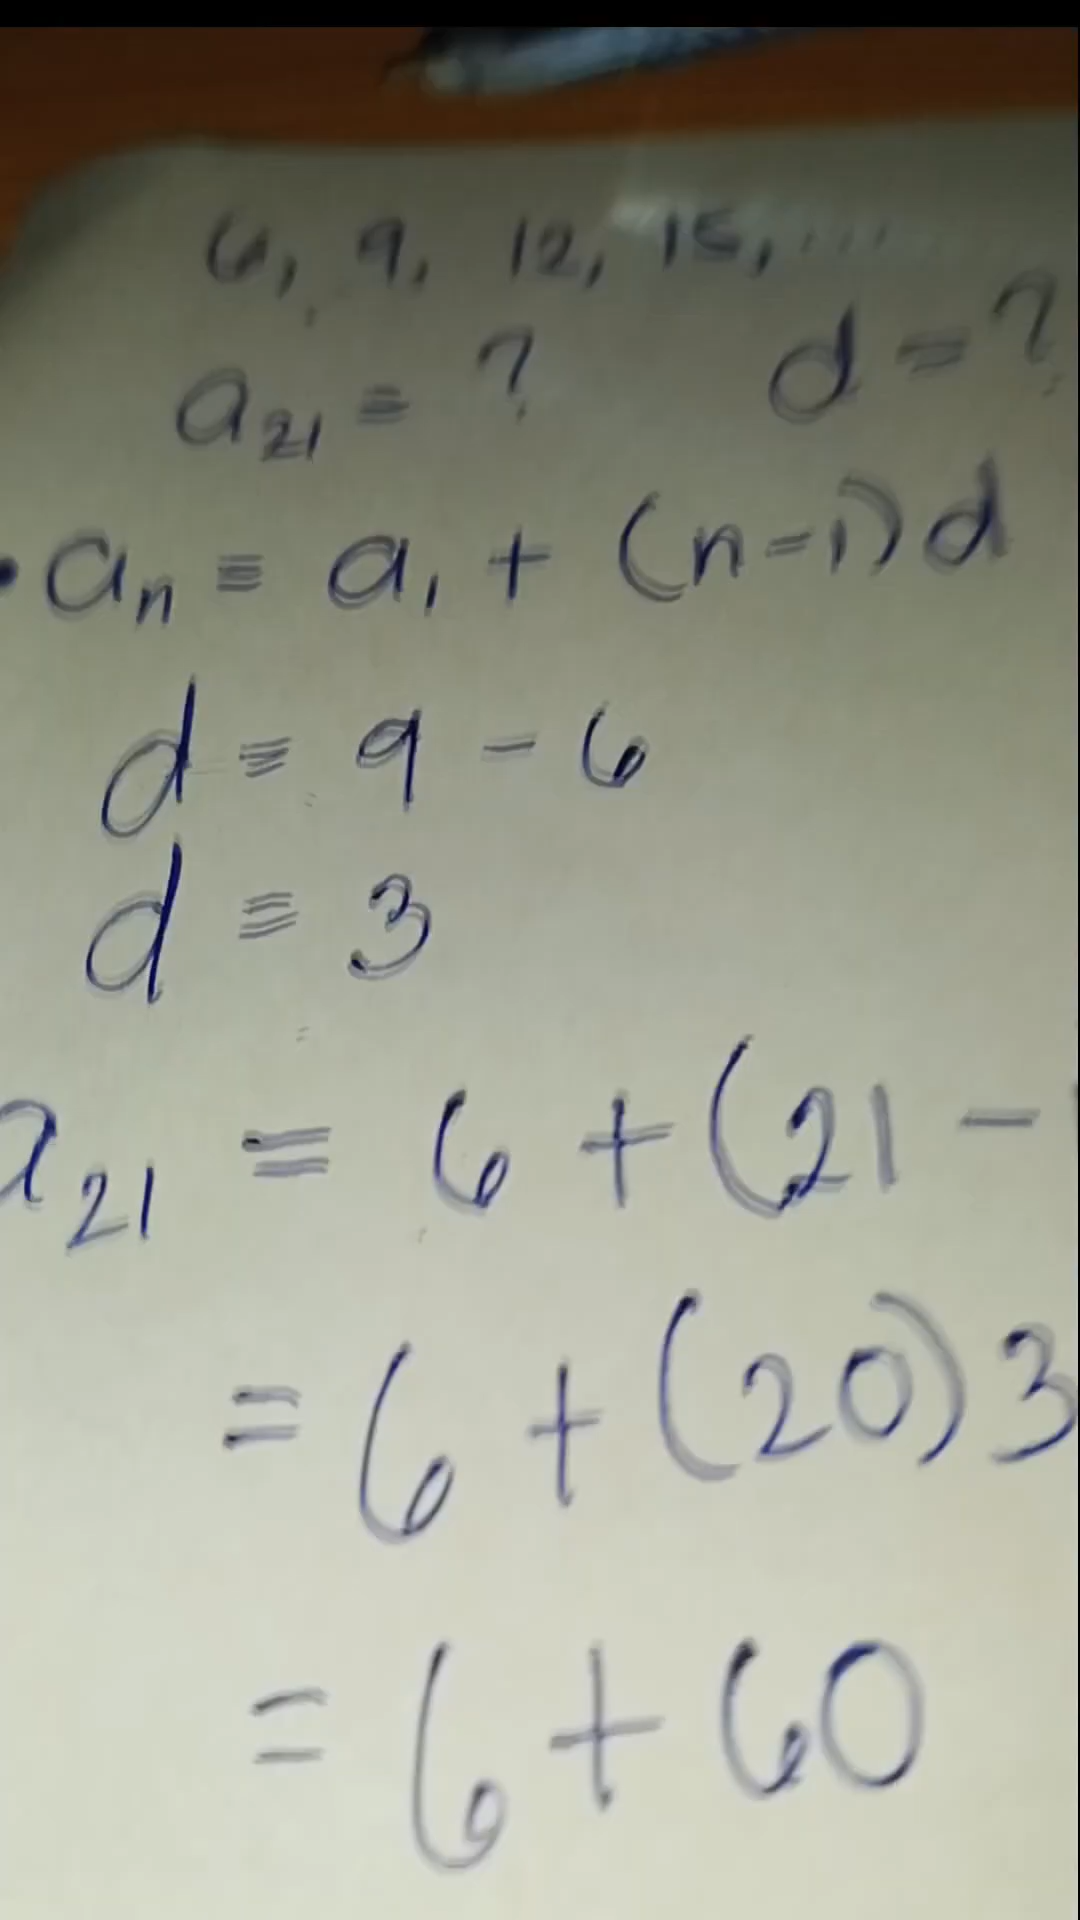 6, 9, 12, 15, ....
a₂₁ = ? d = ?
• aₙ = a₁ + (n-1)d
d = 9 - 6
d = 3
a₂₁ = 6 + (21 -
= 6 + (20)3
= 6 + 60